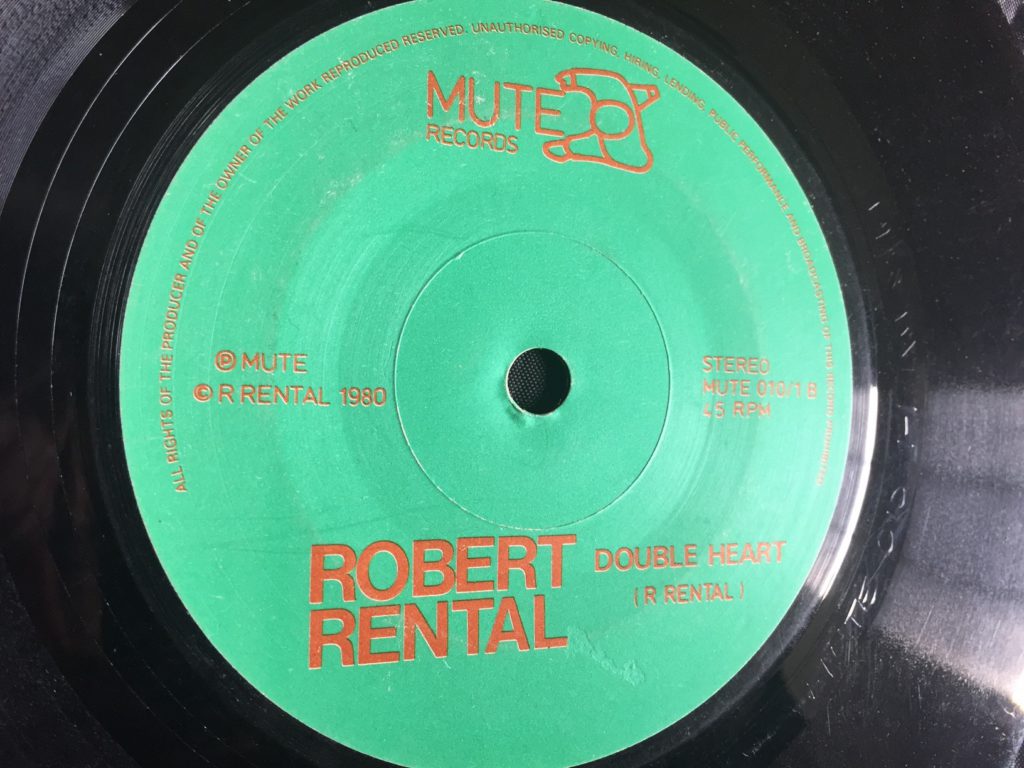 ALL RIGHTS OF THE PRODUCER AND OF THE OWNER OF THE WORK REPRODUCED RESERVED. UNAUTHORISED COPYING, HIRING, LENDING, PUBLIC PERFORMANCE AND BROADCASTING OF THIS RECORD PROHIBITED
MUTE
RECORDS
Ⓟ MUTE
© R RENTAL 1980
STEREO
MUTE 010/1 B
45 RPM
ROBERT
RENTAL
DOUBLE HEART
( R RENTAL )